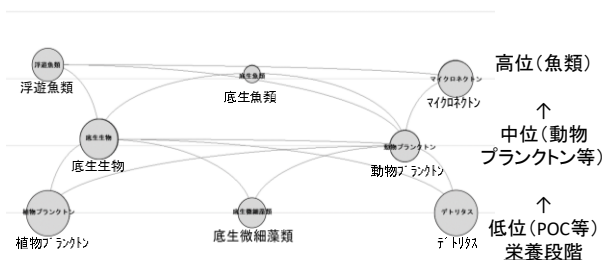 浮遊魚類
浮遊魚類
底生魚類
底生魚類
マイクロネクトン
マイクロネクトン
高位(魚類)
↑
底生生物
底生生物
動物プランクトン
動物プランクトン
中位(動物
プランクトン等)
↑
植物プランクトン
植物プランクトン
底生微細藻類
底生微細藻類
デトリタス
デトリタス
低位(POC等)
栄養段階